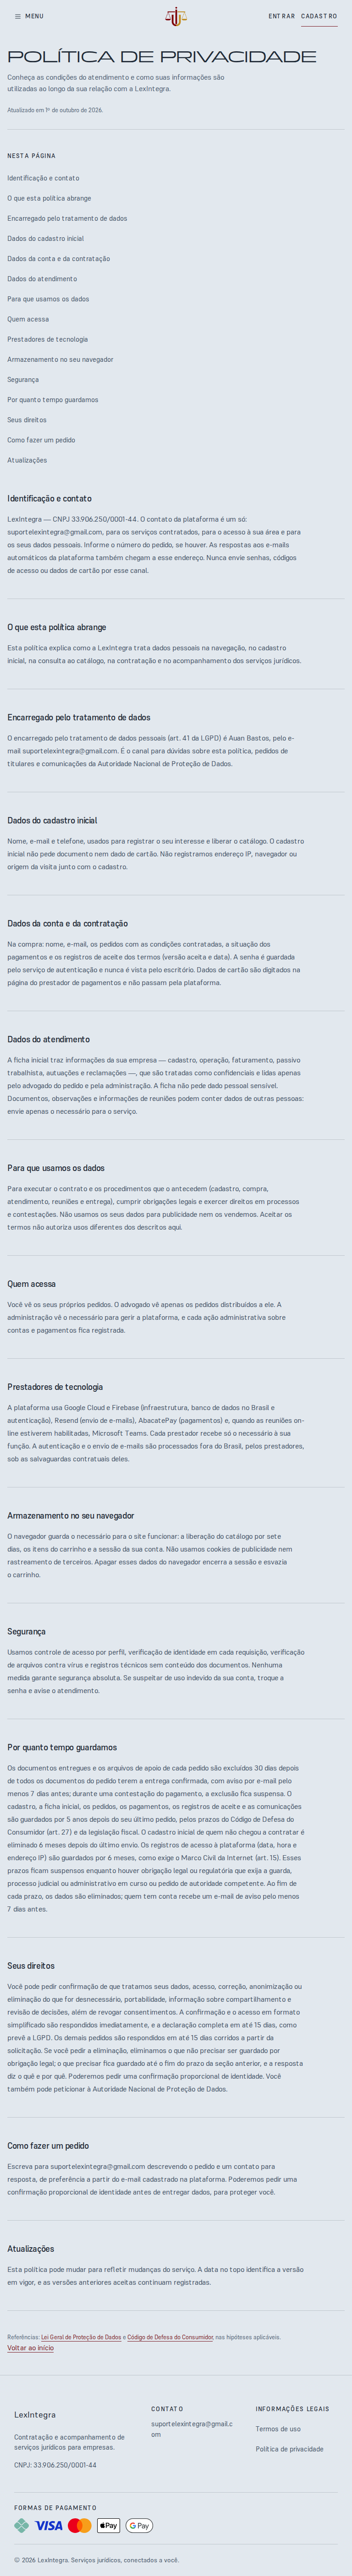 MENU
ENTRAR CADASTRO
POLÍTICA DE PRIVACIDADE
Conheça as condições do atendimento e como suas informações são
utilizadas ao longo da sua relação com a LexIntegra.
Atualizado em 1º de outubro de 2026.
NESTA PÁGINA
Identificação e contato
O que esta política abrange
Encarregado pelo tratamento de dados
Dados do cadastro inicial
Dados da conta e da contratação
Dados do atendimento
Para que usamos os dados
Quem acessa
Prestadores de tecnologia
Armazenamento no seu navegador
Segurança
Por quanto tempo guardamos
Seus direitos
Como fazer um pedido
Atualizações
Identificação e contato
LexIntegra — CNPJ 33.906.250/0001-44. O contato da plataforma é um só:
suportelexintegra@gmail.com, para os serviços contratados, para o acesso à sua área e para
os seus dados pessoais. Informe o número do pedido, se houver. As respostas aos e-mails
automáticos da plataforma também chegam a esse endereço. Nunca envie senhas, códigos
de acesso ou dados de cartão por esse canal.
O que esta política abrange
Esta política explica como a LexIntegra trata dados pessoais na navegação, no cadastro
inicial, na consulta ao catálogo, na contratação e no acompanhamento dos serviços jurídicos.
Encarregado pelo tratamento de dados
O encarregado pelo tratamento de dados pessoais (art. 41 da LGPD) é Auan Bastos, pelo e-
mail suportelexintegra@gmail.com. É o canal para dúvidas sobre esta política, pedidos de
titulares e comunicações da Autoridade Nacional de Proteção de Dados.
Dados do cadastro inicial
Nome, e-mail e telefone, usados para registrar o seu interesse e liberar o catálogo. O cadastro
inicial não pede documento nem dado de cartão. Não registramos endereço IP, navegador ou
origem da visita junto com o cadastro.
Dados da conta e da contratação
Na compra: nome, e-mail, os pedidos com as condições contratadas, a situação dos
pagamentos e os registros de aceite dos termos (versão aceita e data). A senha é guardada
pelo serviço de autenticação e nunca é vista pelo escritório. Dados de cartão são digitados na
página do prestador de pagamentos e não passam pela plataforma.
Dados do atendimento
A ficha inicial traz informações da sua empresa — cadastro, operação, faturamento, passivo
trabalhista, autuações e reclamações —, que são tratadas como confidenciais e lidas apenas
pelo advogado do pedido e pela administração. A ficha não pede dado pessoal sensível.
Documentos, observações e informações de reuniões podem conter dados de outras pessoas:
envie apenas o necessário para o serviço.
Para que usamos os dados
Para executar o contrato e os procedimentos que o antecedem (cadastro, compra,
atendimento, reuniões e entrega), cumprir obrigações legais e exercer direitos em processos
e contestações. Não usamos os seus dados para publicidade nem os vendemos. Aceitar os
termos não autoriza usos diferentes dos descritos aqui.
Quem acessa
Você vê os seus próprios pedidos. O advogado vê apenas os pedidos distribuídos a ele. A
administração vê o necessário para gerir a plataforma, e cada ação administrativa sobre
contas e pagamentos fica registrada.
Prestadores de tecnologia
A plataforma usa Google Cloud e Firebase (infraestrutura, banco de dados no Brasil e
autenticação), Resend (envio de e-mails), AbacatePay (pagamentos) e, quando as reuniões on-
line estiverem habilitadas, Microsoft Teams. Cada prestador recebe só o necessário à sua
função. A autenticação e o envio de e-mails são processados fora do Brasil, pelos prestadores,
sob as salvaguardas contratuais deles.
Armazenamento no seu navegador
O navegador guarda o necessário para o site funcionar: a liberação do catálogo por sete
dias, os itens do carrinho e a sessão da sua conta. Não usamos cookies de publicidade nem
rastreamento de terceiros. Apagar esses dados do navegador encerra a sessão e esvazia
o carrinho.
Segurança
Usamos controle de acesso por perfil, verificação de identidade em cada requisição, verificação
de arquivos contra vírus e registros técnicos sem conteúdo dos documentos. Nenhuma
medida garante segurança absoluta. Se suspeitar de uso indevido da sua conta, troque a
senha e avise o atendimento.
Por quanto tempo guardamos
Os documentos entregues e os arquivos de apoio de cada pedido são excluídos 30 dias depois
de todos os documentos do pedido terem a entrega confirmada, com aviso por e-mail pelo
menos 7 dias antes; durante uma contestação do pagamento, a exclusão fica suspensa. O
cadastro, a ficha inicial, os pedidos, os pagamentos, os registros de aceite e as comunicações
são guardados por 5 anos depois do seu último pedido, pelos prazos do Código de Defesa do
Consumidor (art. 27) e da legislação fiscal. O cadastro inicial de quem não chegou a contratar é
eliminado 6 meses depois do último envio. Os registros de acesso à plataforma (data, hora e
endereço IP) são guardados por 6 meses, como exige o Marco Civil da Internet (art. 15). Esses
prazos ficam suspensos enquanto houver obrigação legal ou regulatória que exija a guarda,
processo judicial ou administrativo em curso ou pedido de autoridade competente. Ao fim de
cada prazo, os dados são eliminados; quem tem conta recebe um e-mail de aviso pelo menos
7 dias antes.
Seus direitos
Você pode pedir confirmação de que tratamos seus dados, acesso, correção, anonimização ou
eliminação do que for desnecessário, portabilidade, informação sobre compartilhamento e
revisão de decisões, além de revogar consentimentos. A confirmação e o acesso em formato
simplificado são respondidos imediatamente, e a declaração completa em até 15 dias, como
prevê a LGPD. Os demais pedidos são respondidos em até 15 dias corridos a partir da
solicitação. Se você pedir a eliminação, eliminamos o que não precisar ser guardado por
obrigação legal; o que precisar fica guardado até o fim do prazo da seção anterior, e a resposta
diz o quê e por quê. Poderemos pedir uma confirmação proporcional de identidade. Você
também pode peticionar à Autoridade Nacional de Proteção de Dados.
Como fazer um pedido
Escreva para suportelexintegra@gmail.com descrevendo o pedido e um contato para
resposta, de preferência a partir do e-mail cadastrado na plataforma. Poderemos pedir uma
confirmação proporcional de identidade antes de entregar dados, para proteger você.
Atualizações
Esta política pode mudar para refletir mudanças do serviço. A data no topo identifica a versão
em vigor, e as versões anteriores aceitas continuam registradas.
Referências: Lei Geral de Proteção de Dados e Código de Defesa do Consumidor, nas hipóteses aplicáveis.
Voltar ao início
LexIntegra
Contratação e acompanhamento de
serviços jurídicos para empresas.
CNPJ: 33.906.250/0001-44
CONTATO
suportelexintegra@gmail.c
om
INFORMAÇÕES LEGAIS
Termos de uso
Política de privacidade
FORMAS DE PAGAMENTO
VISA Pay G Pay
© 2026 LexIntegra. Serviços jurídicos, conectados a você.